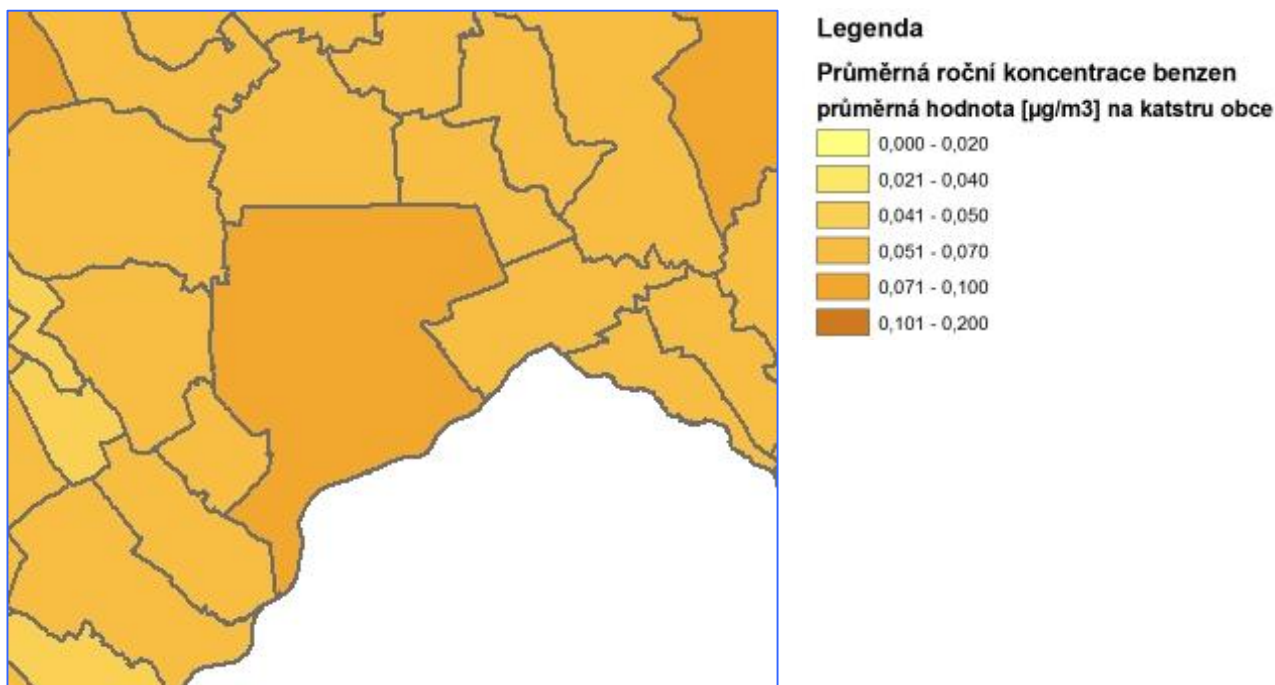 Legenda
Průměrná roční koncentrace benzen
průměrná hodnota [µg/m3] na katstru obce
0,000 - 0,020
0,021 - 0,040
0,041 - 0,050
0,051 - 0,070
0,071 - 0,100
0,101 - 0,200